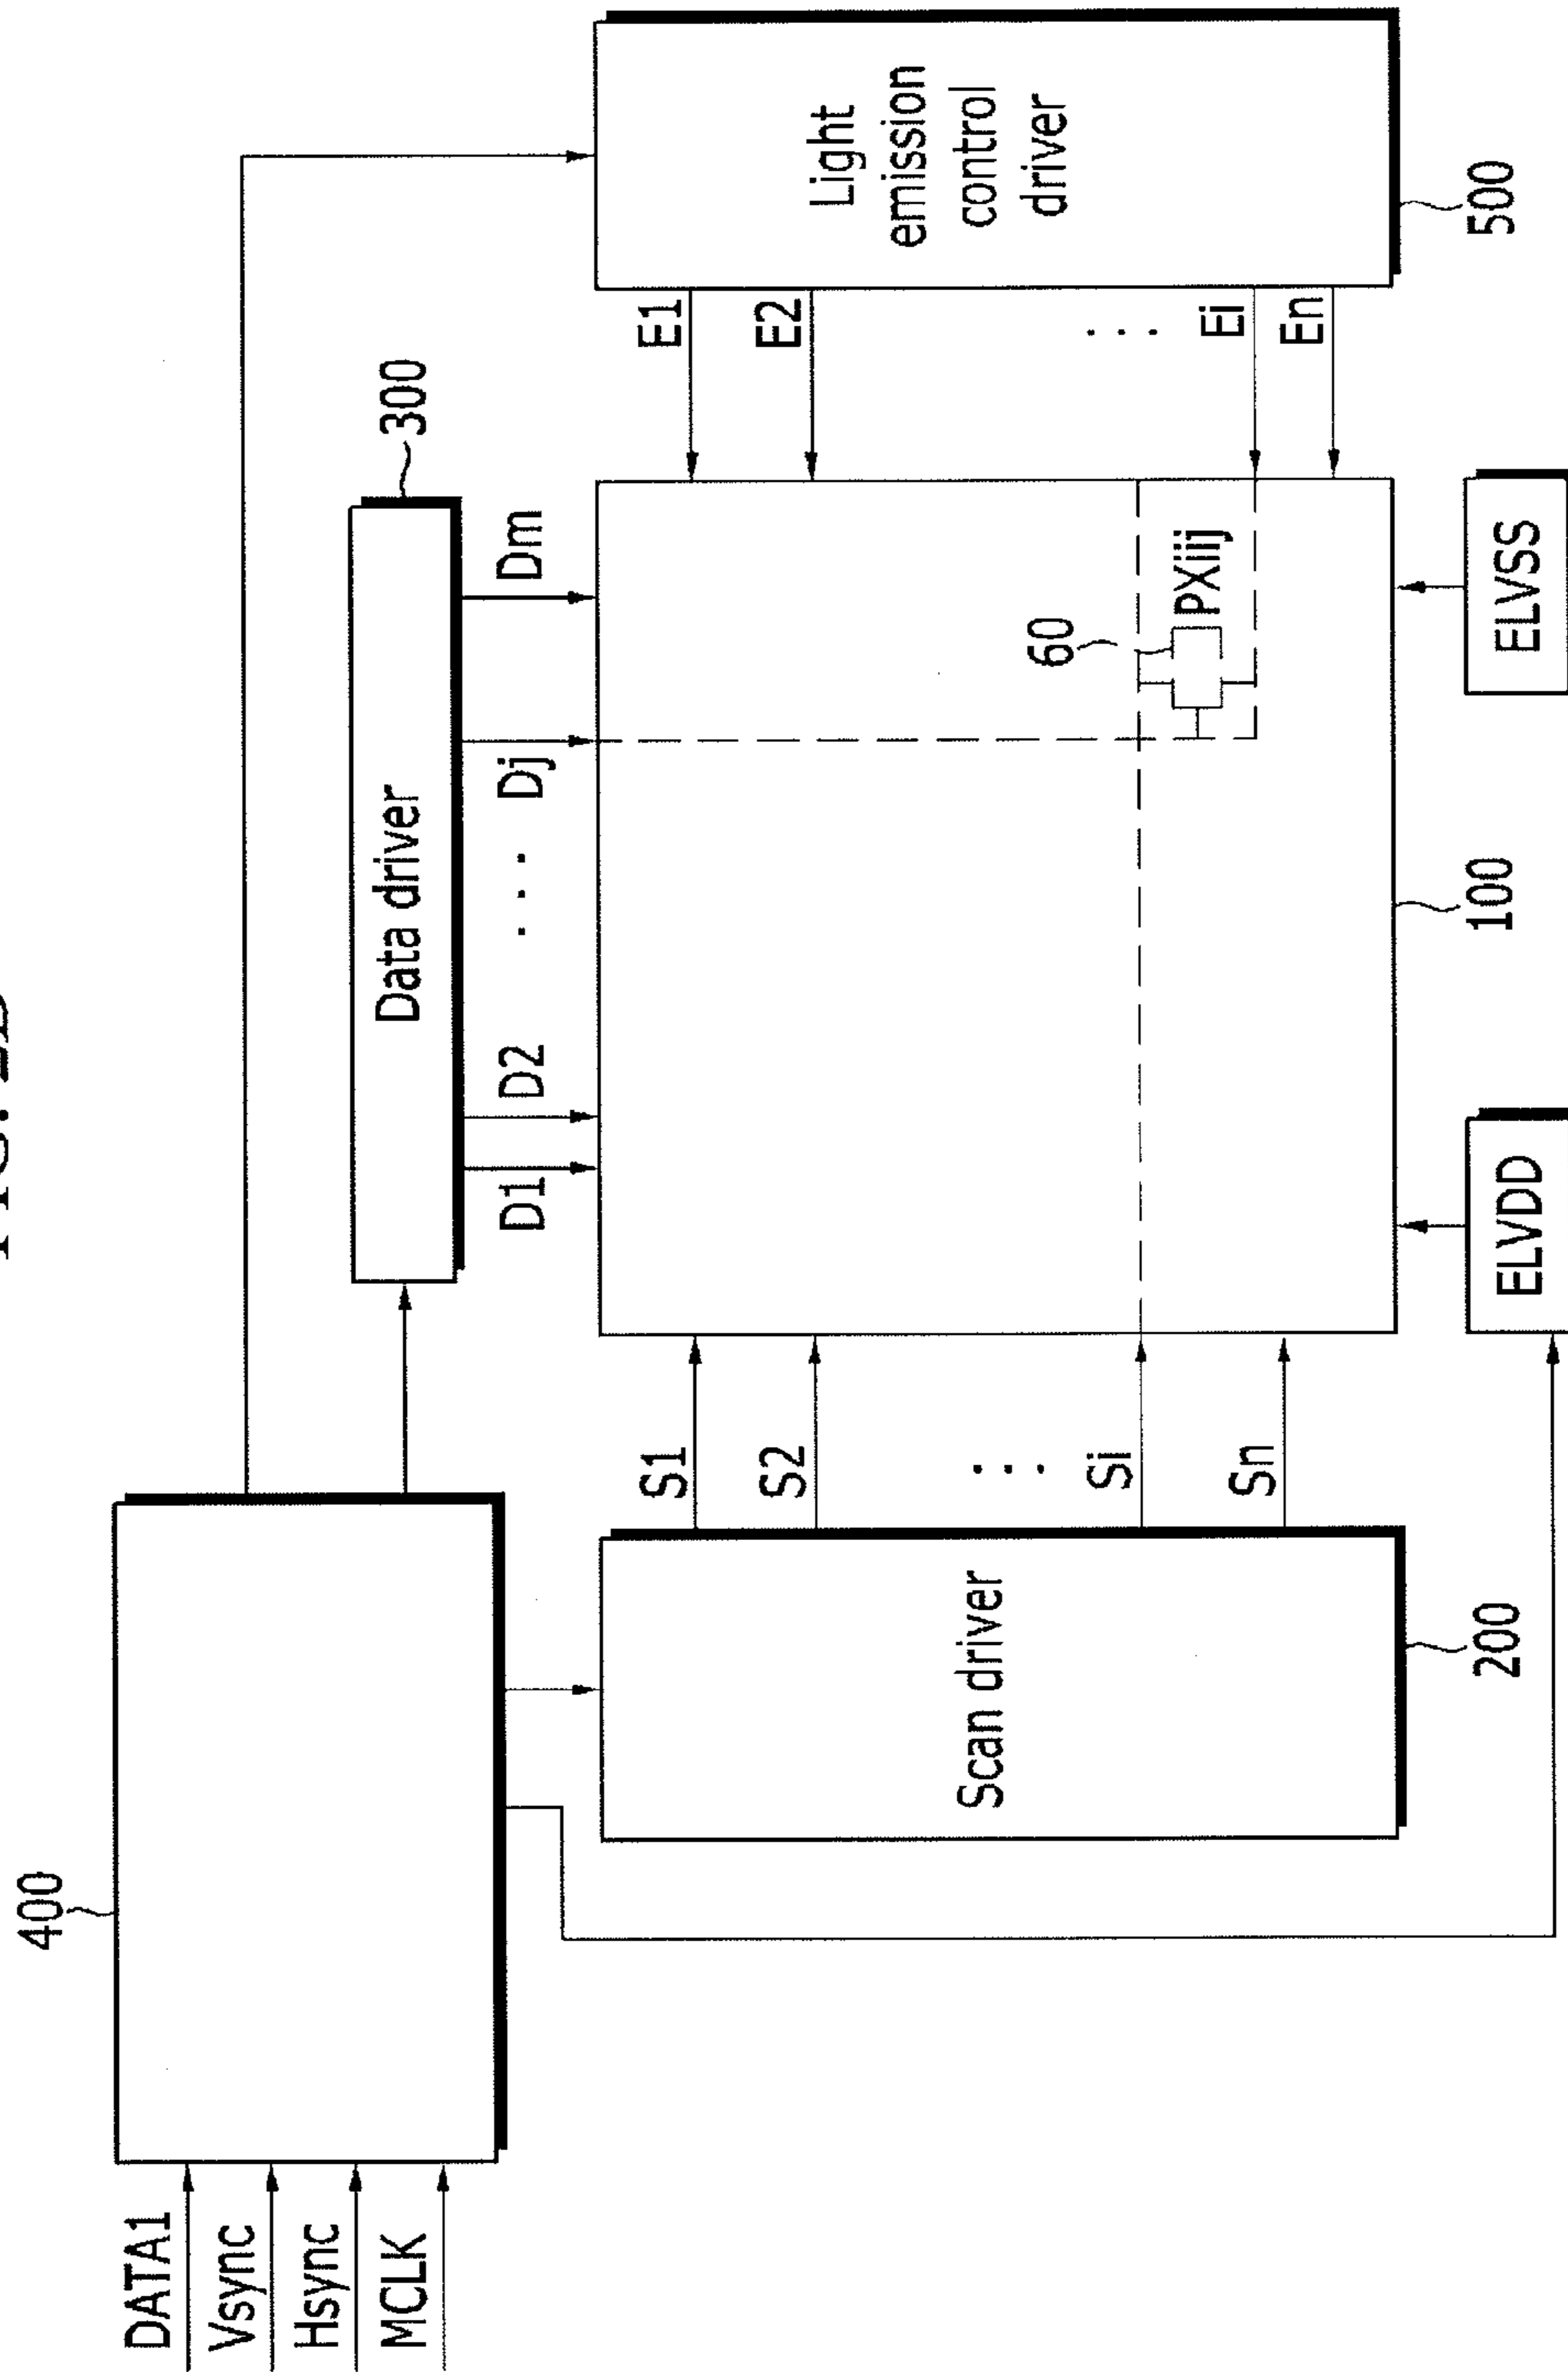 400
DATA1
Vsync
Hsync
MCLK
Data driver
300
D1
D2
. . .
Dj
Dm
Scan driver
200
S1
S2
. . .
Si
Sn
60
PXiij
100
E1
E2
. . .
Ei
En
Light
emission
control
driver
500
ELVDD
ELVSS